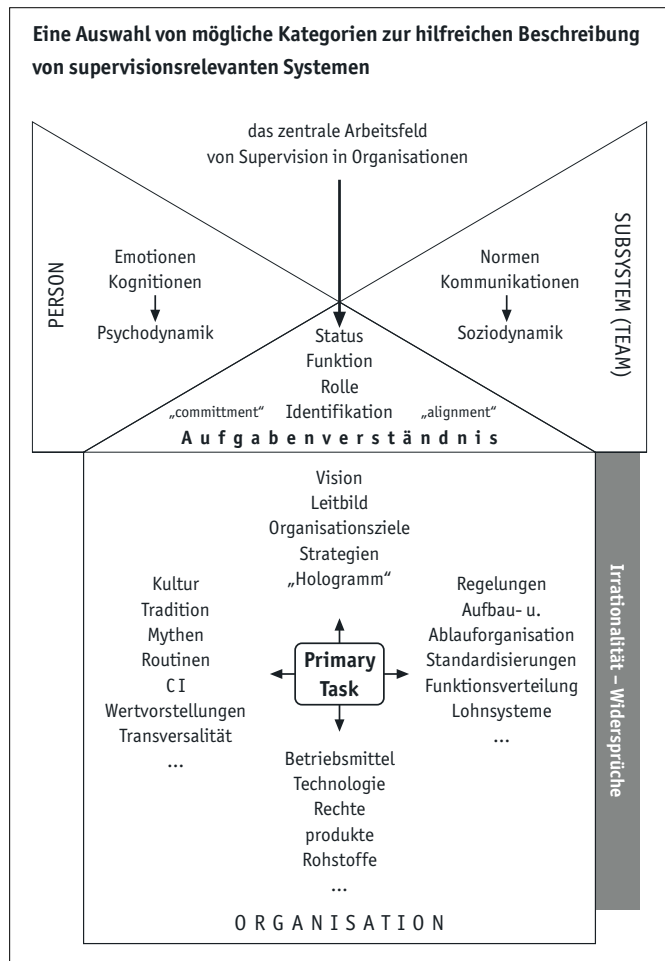 Eine Auswahl von mögliche Kategorien zur hilfreichen Beschreibung
von supervisionsrelevanten Systemen
das zentrale Arbeitsfeld
von Supervision in Organisationen
PERSON
Emotionen
Kognitionen
Psychodynamik
Normen
Kommunikationen
Soziodynamik
SUBSYSTEM (TEAM)
Status
Funktion
Rolle
„committment“ Identifikation „alignment“
Aufgabenverständnis
Vision
Leitbild
Organisationsziele
Strategien
„Hologramm“
Kultur
Tradition
Mythen
Routinen
CI
Wertvorstellungen
Transversalität
...
Primary
Task
Regelungen
Aufbau- u.
Ablauforganisation
Standardisierungen
Funktionsverteilung
Lohnsysteme
...
Betriebsmittel
Technologie
Rechte
produkte
Rohstoffe
...
ORGANISATION
Irrationalität – Widersprüche